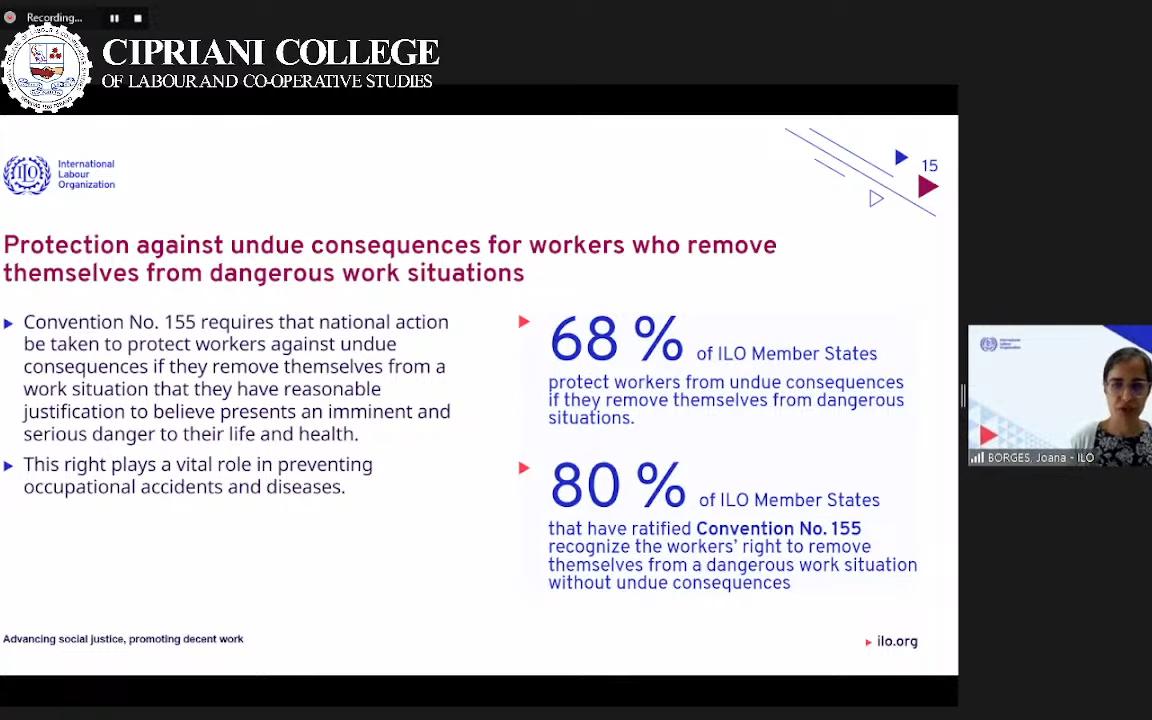 Recording...
CIPRIANI COLLEGE
OF LABOUR AND CO-OPERATIVE STUDIES
International
Labour
Organization
15
Protection against undue consequences for workers who remove
themselves from dangerous work situations
Convention No. 155 requires that national action
be taken to protect workers against undue
consequences if they remove themselves from a
work situation that they have reasonable
justification to believe presents an imminent and
serious danger to their life and health.
This right plays a vital role in preventing
occupational accidents and diseases.
68 % of ILO Member States
protect workers from undue consequences
if they remove themselves from dangerous
situations.
80 % of ILO Member States
that have ratified Convention No. 155
recognize the workers' right to remove
themselves from a dangerous work situation
without undue consequences
Advancing social justice, promoting decent work
ilo.org
BORGES, Joana - ILO